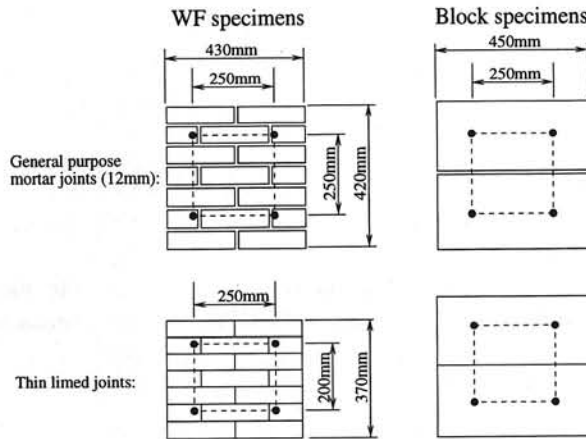 WF specimens
Block specimens
430mm
450mm
250mm
250mm
General purpose
mortar joints (12mm):
250mm
420mm
250mm
Thin limed joints:
200mm
370mm